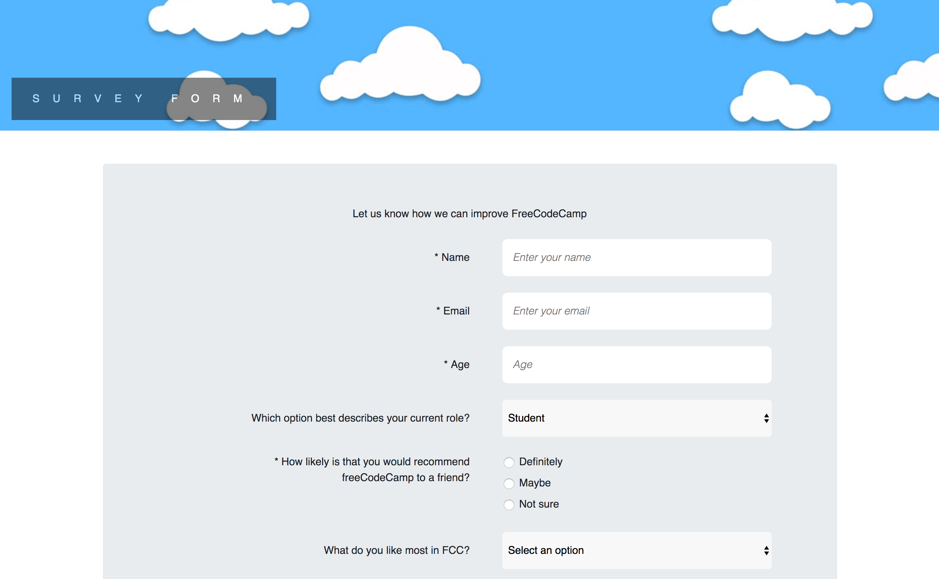 SURVEY FORM
Let us know how we can improve FreeCodeCamp
* Name
Enter your name
* Email
Enter your email
* Age
Age
Which option best describes your current role?
Student
* How likely is that you would recommend
freeCodeCamp to a friend?
Definitely
Maybe
Not sure
What do you like most in FCC?
Select an option